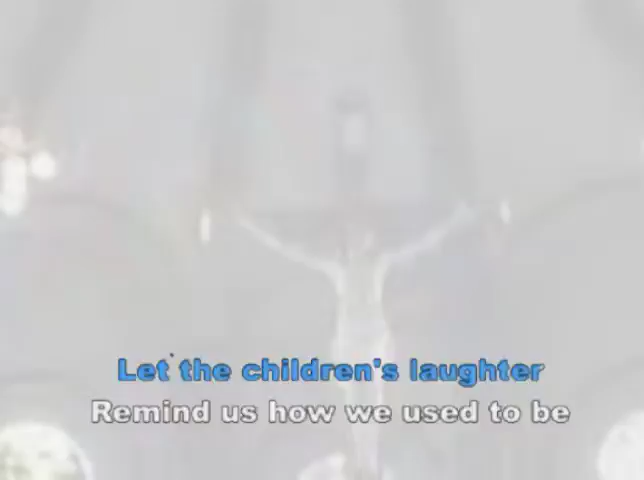 Let the children's laughter
Remind us how we used to be